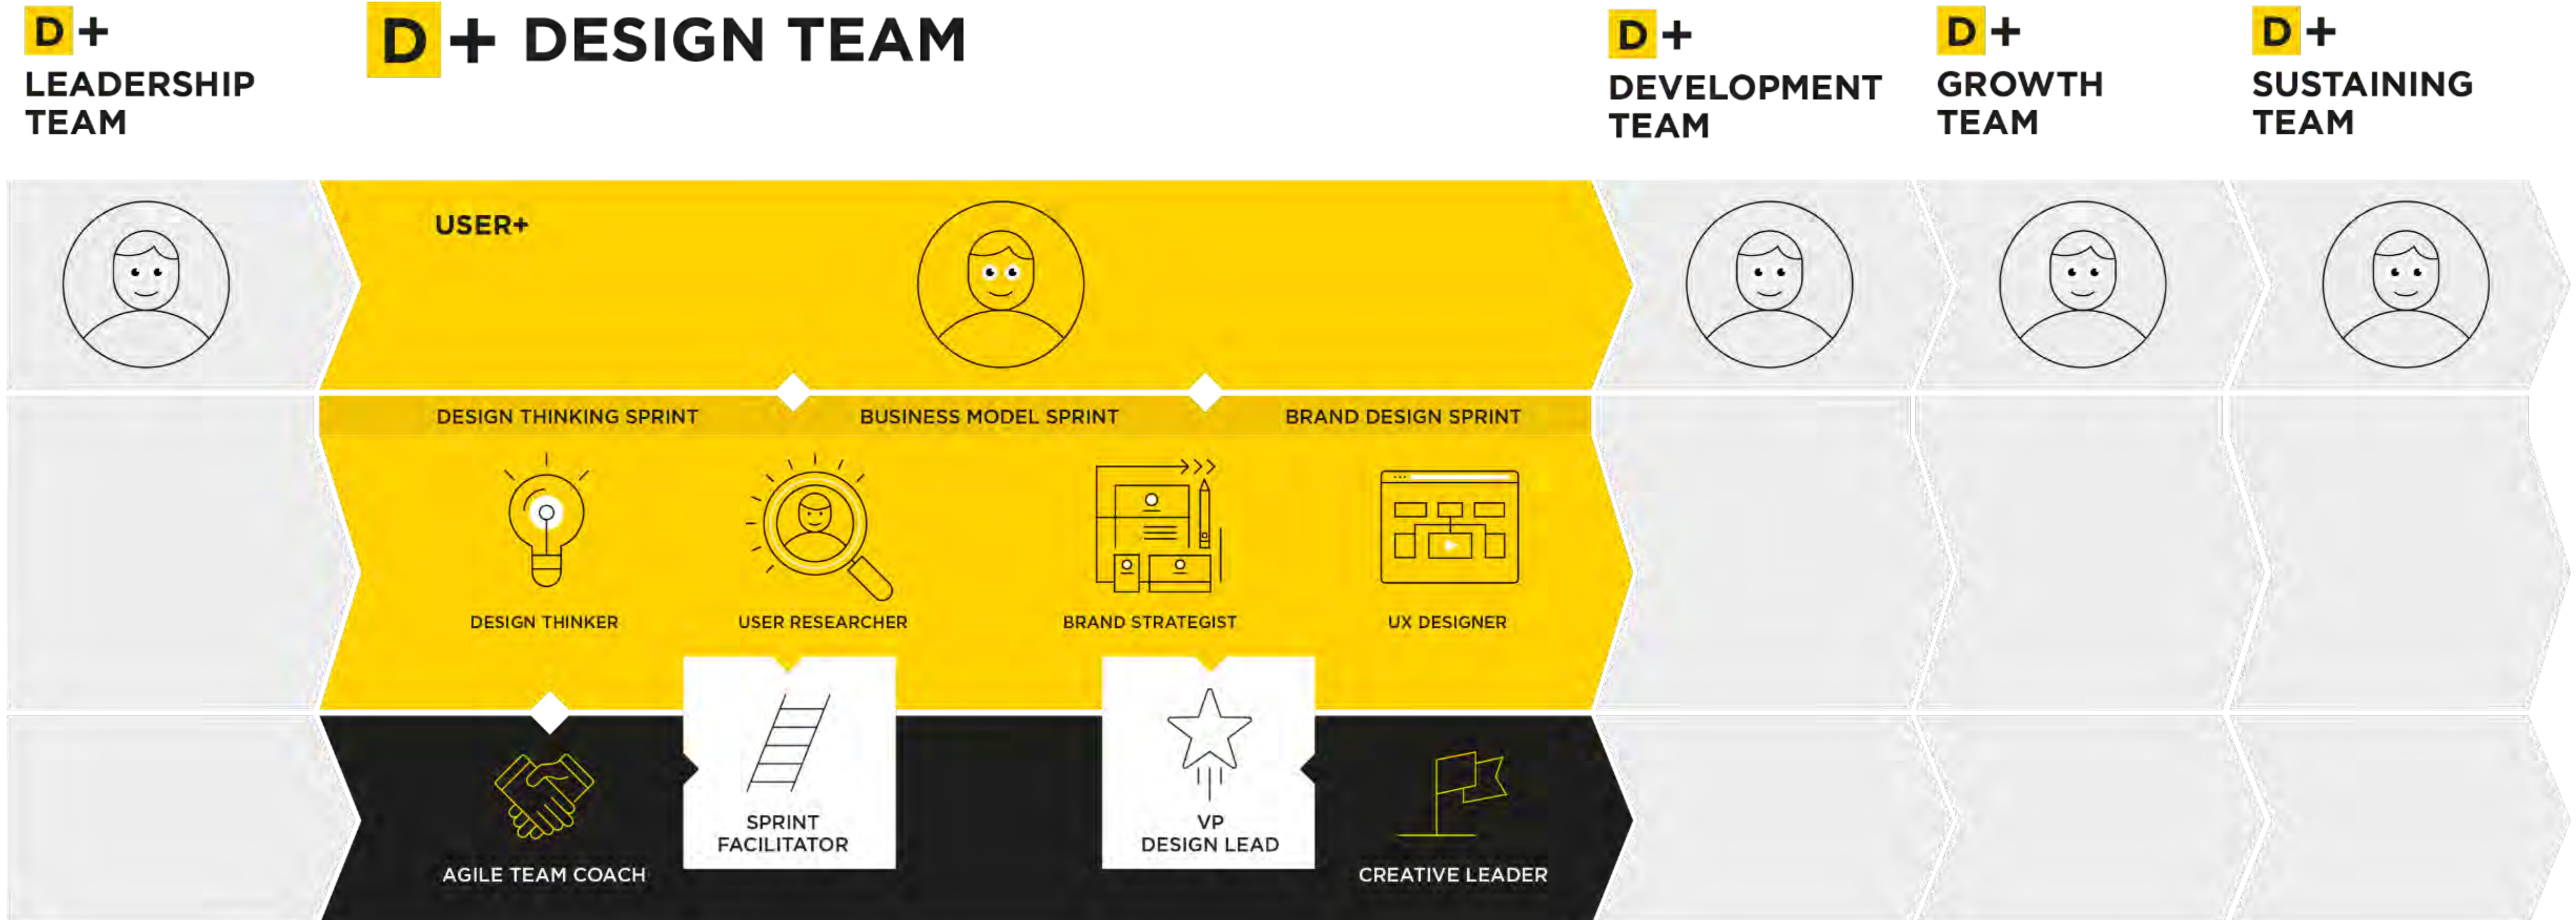 D+
LEADERSHIP
TEAM
D+ DESIGN TEAM
D+
DEVELOPMENT
TEAM
D+
GROWTH
TEAM
D+
SUSTAINING
TEAM
USER+
DESIGN THINKING SPRINT
BUSINESS MODEL SPRINT
BRAND DESIGN SPRINT
DESIGN THINKER
USER RESEARCHER
BRAND STRATEGIST
UX DESIGNER
AGILE TEAM COACH
SPRINT
FACILITATOR
VP
DESIGN LEAD
CREATIVE LEADER